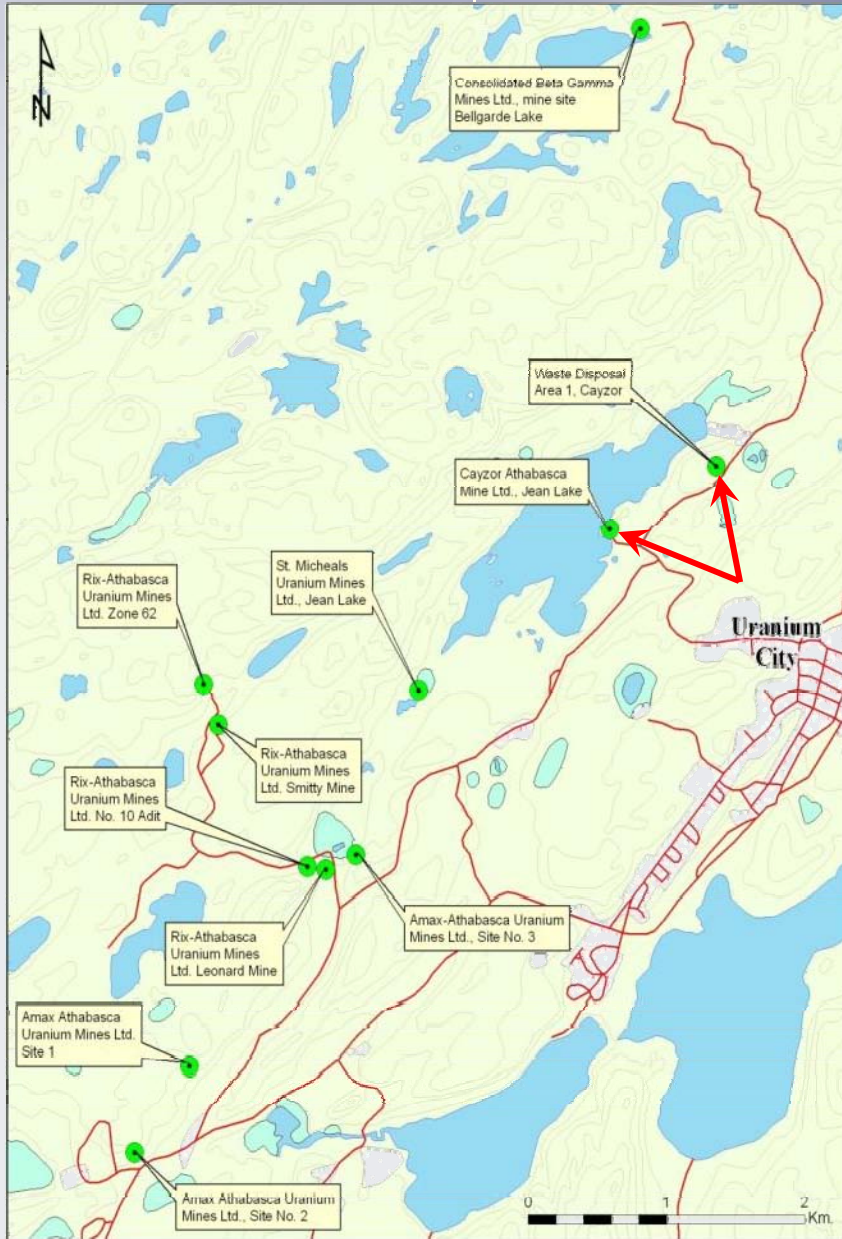 N
Consolidated Beta Gamma
Mines Ltd., mine site
Bellgarde Lake
Waste Disposal
Area 1, Cayzor
Cayzor Athabasca
Mine Ltd., Jean Lake
St. Micheals
Uranium Mines
Ltd., Jean Lake
Rix-Athabasca
Uranium Mines
Ltd. Zone 62
Uranium
City
Rix-Athabasca
Uranium Mines
Ltd. Smitty Mine
Rix-Athabasca
Uranium Mines
Ltd. No. 10 Adit
Amax-Athabasca Uranium
Mines Ltd., Site No. 3
Rix-Athabasca
Uranium Mines
Ltd. Leonard Mine
Amax Athabasca
Uranium Mines Ltd.
Site 1
Amax Athabasca Uranium
Mines Ltd., Site No. 2
0 1 2
Km.